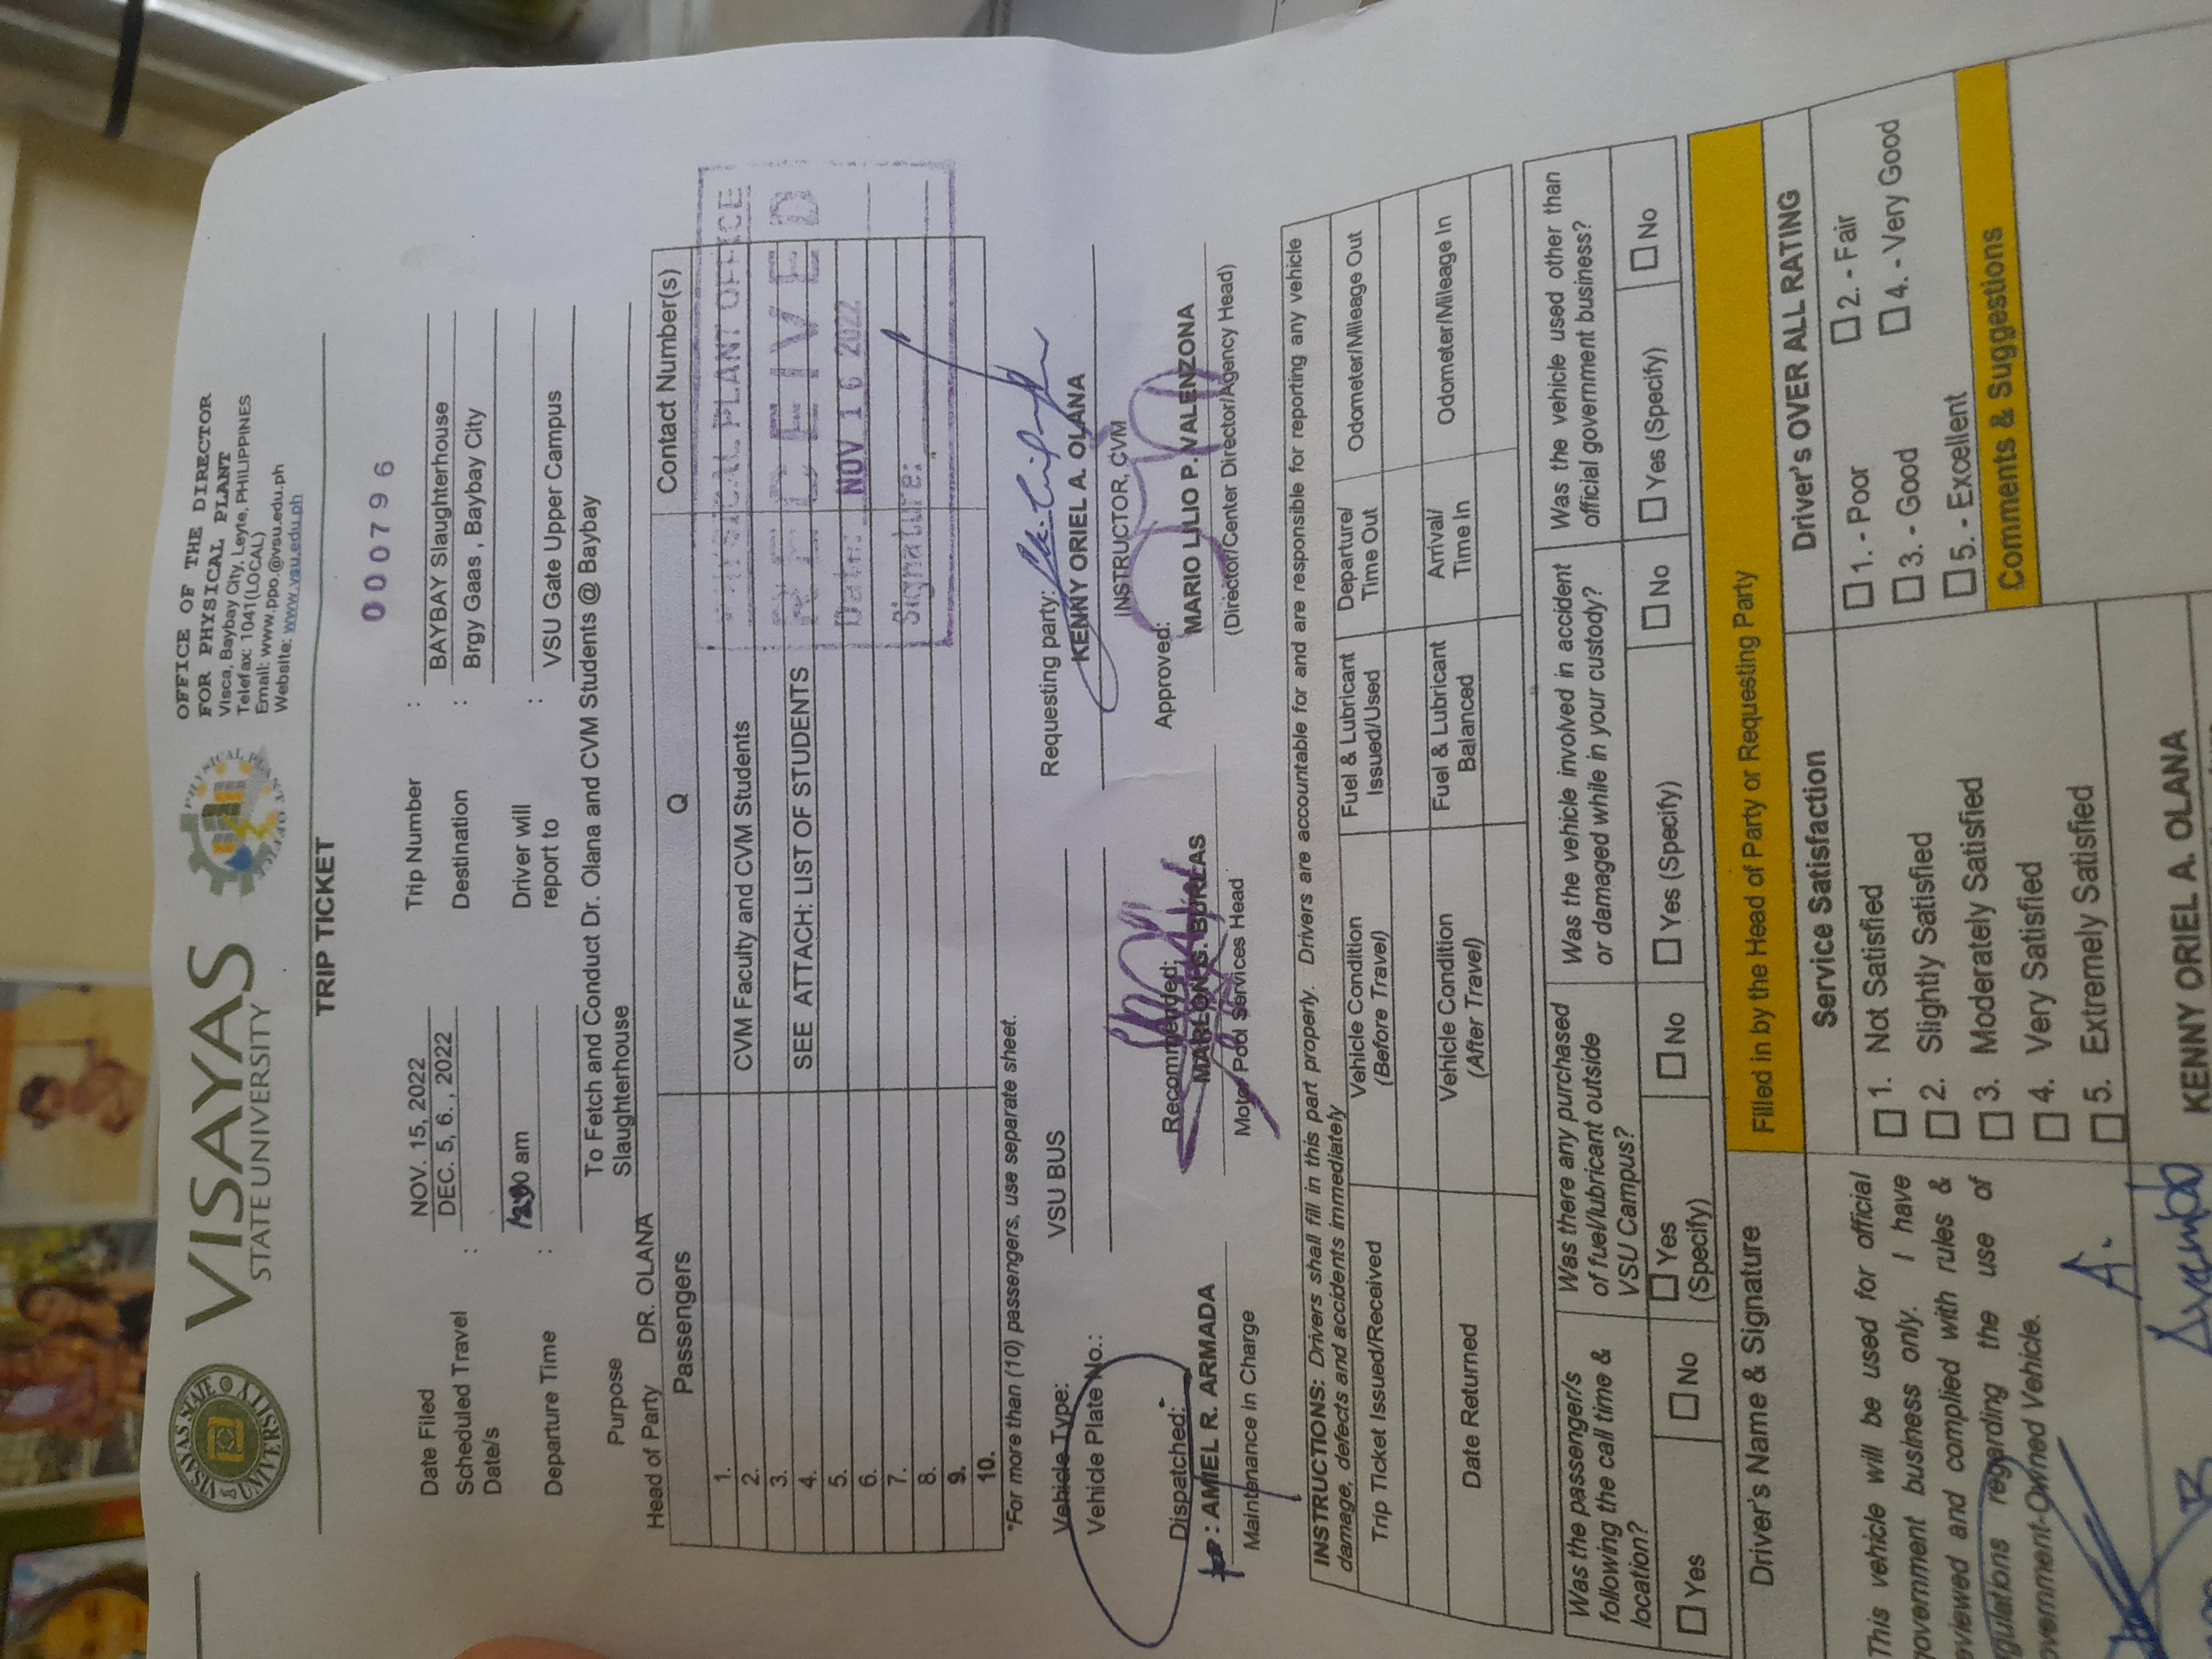 VISAYAS
STATE UNIVERSITY
OFFICE OF THE DIRECTOR
FOR PHYSICAL PLANT
Visca, Baybay City, Leyte, PHILIPPINES
Telefax: 1041(LOCAL)
Email: www.ppo.@vsu.edu.ph
Website: www.vsu.edu.ph
TRIP TICKET
000796
Date Filed NOV. 15, 2022 Trip Number : BAYBAY Slaughterhouse
Scheduled Travel : DEC. 5, 6. , 2022 Destination : Brgy Gaas , Baybay City
Date/s
Departure Time : am Driver will : VSU Gate Upper Campus
report to
Purpose To Fetch and Conduct Dr. Olana and CVM Students @ Baybay
Slaughterhouse
Head of Party DR. OLANA
Passengers Q Contact Number(s)
1.
2. CVM Faculty and CVM Students
3.
4. SEE ATTACH: LIST OF STUDENTS
5.
6.
7.
8.
9.
10.
PHYSICAL PLANT OFFICE
RECEIVED
Date: NOV 16 2022
Signature:
*For more than (10) passengers, use separate sheet.
Vehicle Type: VSU BUS
Vehicle Plate No.:
Requesting party:
KENNY ORIEL A. OLANA
INSTRUCTOR, CVM
Dispatched: Recommended: Approved:
: AMIEL R. ARMADA MARLON G. BURLAS MARIO LILIO P. VALENZONA
Maintenance In Charge Motor Pool Services Head (Director/Center Director/Agency Head)
INSTRUCTIONS: Drivers shall fill in this part properly. Drivers are accountable for and are responsible for reporting any vehicle
damage, defects and accidents immediately
Trip Ticket Issued/Received Vehicle Condition (Before Travel) Fuel & Lubricant Issued/Used Departure/ Time Out Odometer/Mileage Out
Date Returned Vehicle Condition (After Travel) Fuel & Lubricant Balanced Arrival/ Time In Odometer/Mileage In
Was the passenger/s
following the call time &
location?
Was there any purchased
of fuel/lubricant outside
VSU Campus?
Was the vehicle involved in accident
or damaged while in your custody?
Was the vehicle used other than
official government business?
Yes No Yes (Specify) No Yes (Specify) No Yes (Specify) No
Driver's Name & Signature
Filled in by the Head of Party or Requesting Party
This vehicle will be used for official
government business only. I have
eviewed and complied with rules &
gulations regarding the use of
overnment-Owned Vehicle.
Service Satisfaction
1. Not Satisfied
2. Slightly Satisfied
3. Moderately Satisfied
4. Very Satisfied
5. Extremely Satisfied
Driver's OVER ALL RATING
1. - Poor 2. - Fair
3. - Good 4. - Very Good
5. - Excellent
Comments & Suggestions
A.
KENNY ORIEL A. OLANA